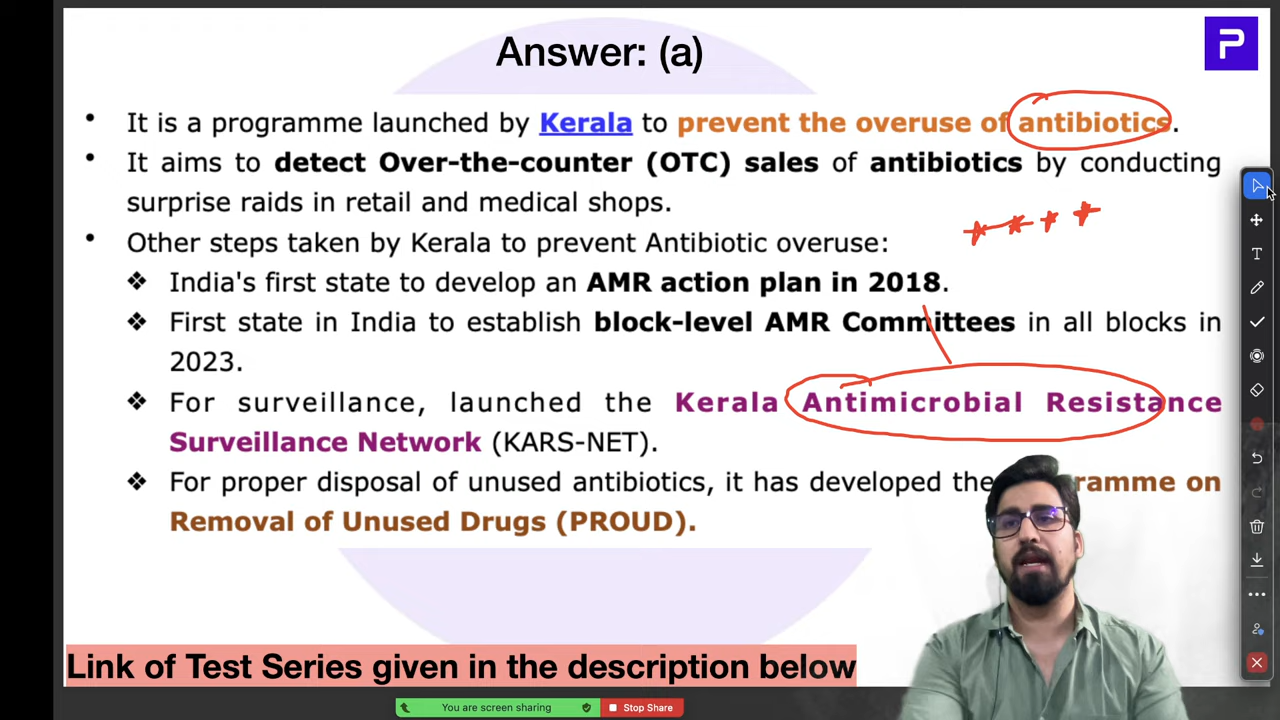 Answer: (a)
P
• It is a programme launched by Kerala to prevent the overuse of antibiotics.
• It aims to detect Over-the-counter (OTC) sales of antibiotics by conducting
surprise raids in retail and medical shops.
• Other steps taken by Kerala to prevent Antibiotic overuse:
❖ India's first state to develop an AMR action plan in 2018.
❖ First state in India to establish block-level AMR Committees in all blocks in
2023.
❖ For surveillance, launched the Kerala Antimicrobial Resistance
Surveillance Network (KARS-NET).
❖ For proper disposal of unused antibiotics, it has developed the ramme on
Removal of Unused Drugs (PROUD).
Link of Test Series given in the description below
You are screen sharing Stop Share